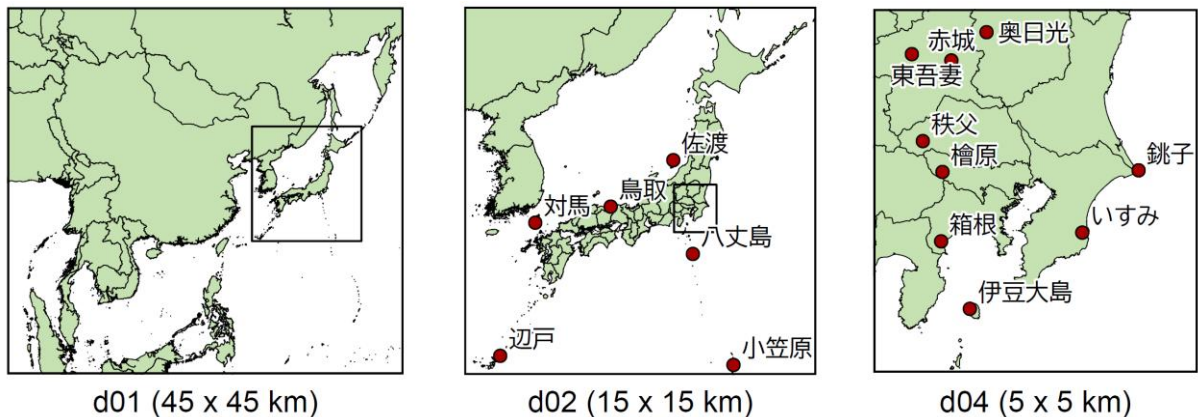 佐渡
鳥取
対馬
八丈島
辺戸
小笠原
赤城
奥日光
東吾妻
秩父
檜原
銚子
箱根
いすみ
伊豆大島
d01 (45 x 45 km)
d02 (15 x 15 km)
d04 (5 x 5 km)